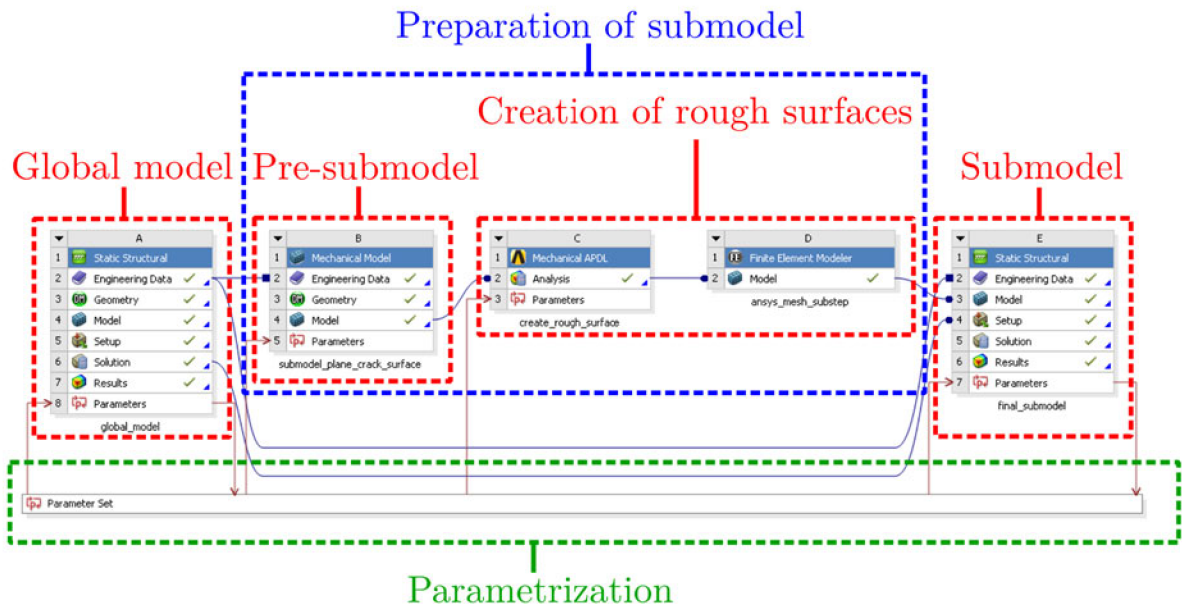 Preparation of submodel
Creation of rough surfaces
Global model
Pre-submodel
Submodel
A
1 Static Structural
2 Engineering Data
3 Geometry
4 Model
5 Setup
6 Solution
7 Results
8 Parameters
global_model
B
1 Mechanical Model
2 Engineering Data
3 Geometry
4 Model
5 Parameters
submodel_plane_crack_surface
C
1 Mechanical APDL
2 Analysis
3 Parameters
create_rough_surface
D
1 Finite Element Modeler
2 Model
ansys_mesh_substep
E
1 Static Structural
2 Engineering Data
3 Model
4 Setup
5 Solution
6 Results
7 Parameters
final_submodel
Parameter Set
Parametrization